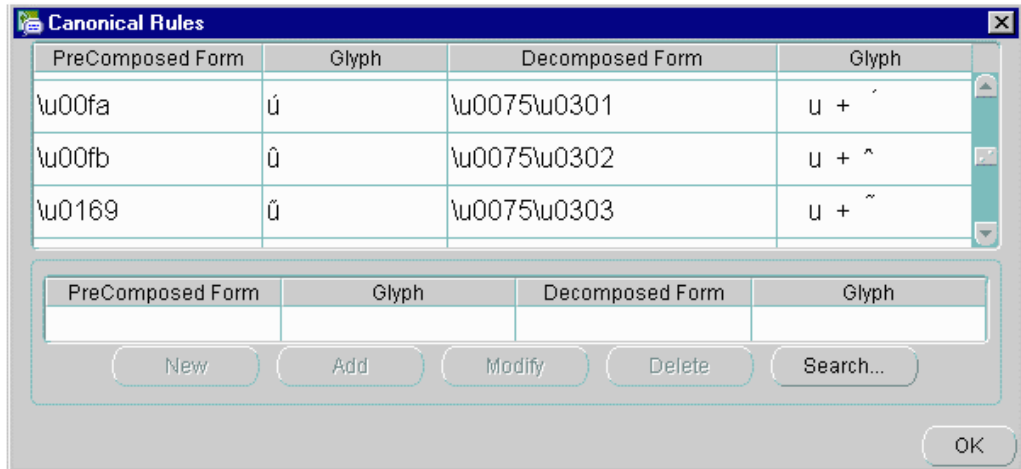 Canonical Rules
PreComposed Form Glyph Decomposed Form Glyph
\u00fa ú \u0075\u0301 u + ´
\u00fb û \u0075\u0302 u + ^
\u0169 ű \u0075\u0303 u + ˝
PreComposed Form Glyph Decomposed Form Glyph
New Add Modify Delete Search...
OK